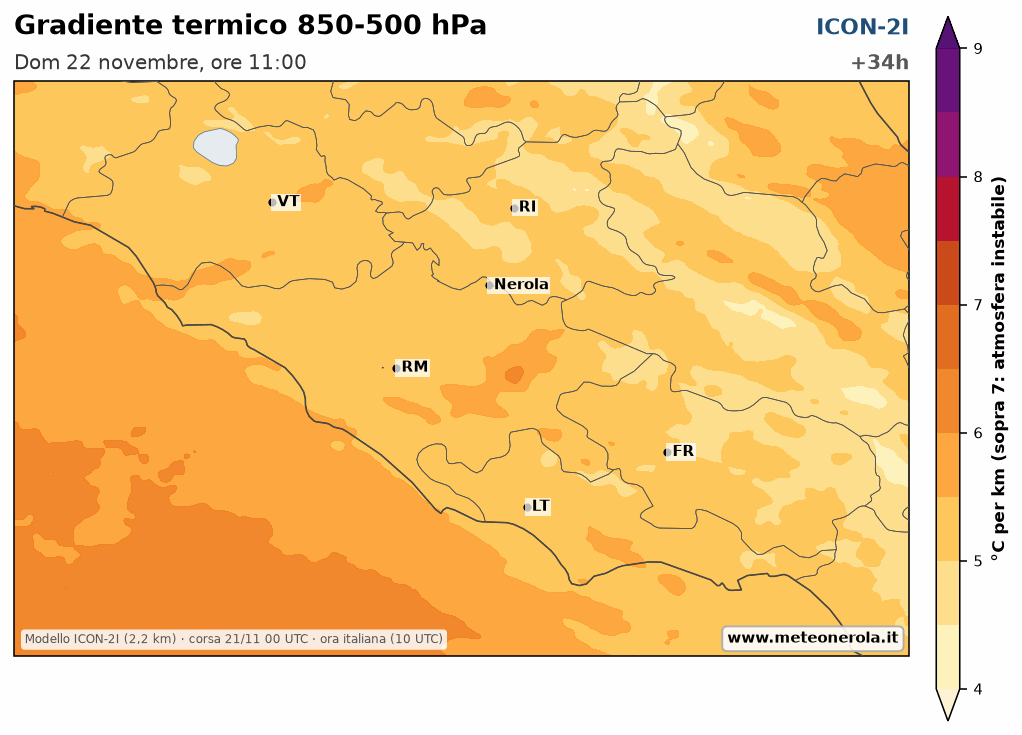 Gradiente termico 850-500 hPa
ICON-2I
Dom 22 novembre, ore 11:00
+34h
VT
RI
Nerola
RM
FR
LT
Modello ICON-2I (2,2 km) · corsa 21/11 00 UTC · ora italiana (10 UTC)
www.meteonerola.it
9
8
7
6
5
4
°C per km (sopra 7: atmosfera instabile)